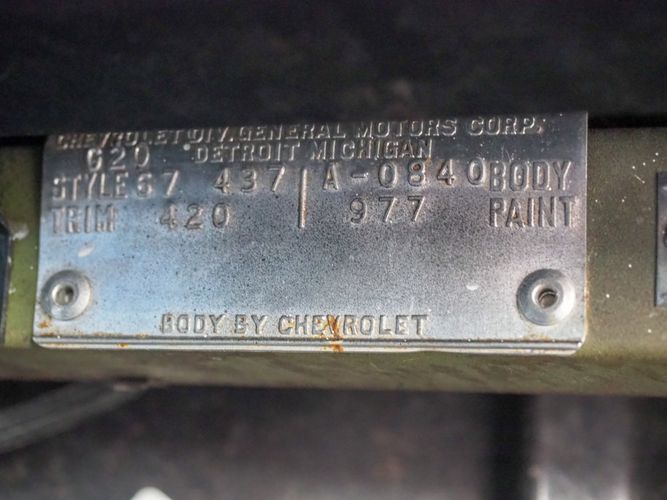 CHEVROLET DIV. GENERAL MOTORS CORP.
G20 DETROIT MICHIGAN
STYLE 67 437 A-0840 BODY
TRIM 420 977 PAINT
BODY BY CHEVROLET